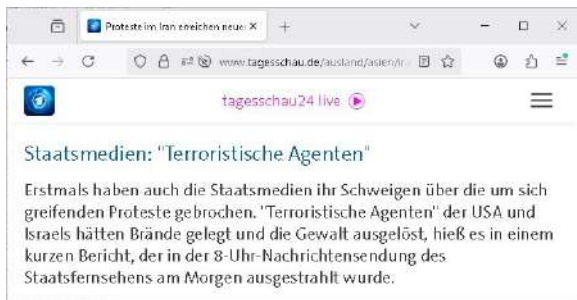 Proteste im Iran erreichen neue
www.tagesschau.de/ausland/asien/ir
tagesschau24 live
Staatsmedien: "Terroristische Agenten"
Erstmals haben auch die Staatsmedien ihr Schweigen über die um sich
greifenden Proteste gebrochen. "Terroristische Agenten" der USA und
Israels hätten Brände gelegt und die Gewalt ausgelöst, hieß es in einem
kurzen Bericht, der in der 8-Uhr-Nachrichtensendung des
Staatsfernsehens am Morgen ausgestrahlt wurde.